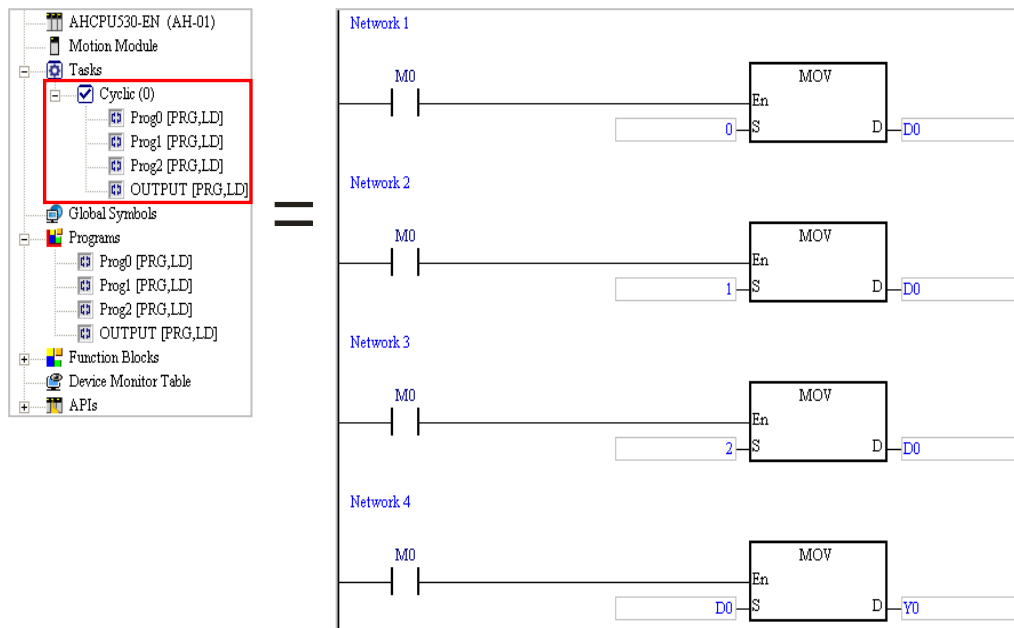 AHCPU530-EN (AH-01)
Motion Module
Tasks
Cyclic (0)
Prog0 [PRG,LD]
Prog1 [PRG,LD]
Prog2 [PRG,LD]
OUTPUT [PRG,LD]
Global Symbols
Programs
Prog0 [PRG,LD]
Prog1 [PRG,LD]
Prog2 [PRG,LD]
OUTPUT [PRG,LD]
Function Blocks
Device Monitor Table
APIs
=
Network 1
M0
MOV
En
0 S D D0
Network 2
M0
MOV
En
1 S D D0
Network 3
M0
MOV
En
2 S D D0
Network 4
M0
MOV
En
D0 S D Y0